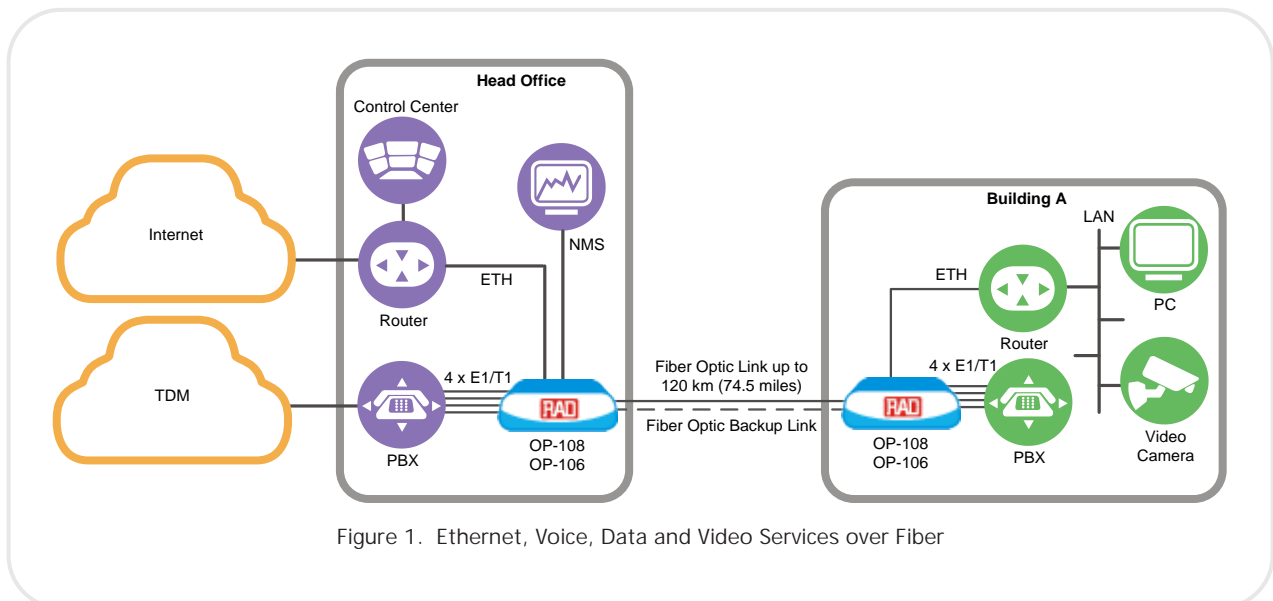 Head Office
Control Center
Internet
NMS
ETH
Router
TDM
4 x E1/T1
RAD
PBX
OP-108
OP-106
Fiber Optic Link up to
120 km (74.5 miles)
Fiber Optic Backup Link
Building A
LAN
ETH
PC
Router
4 x E1/T1
RAD
OP-108
OP-106
PBX
Video
Camera
Figure 1. Ethernet, Voice, Data and Video Services over Fiber